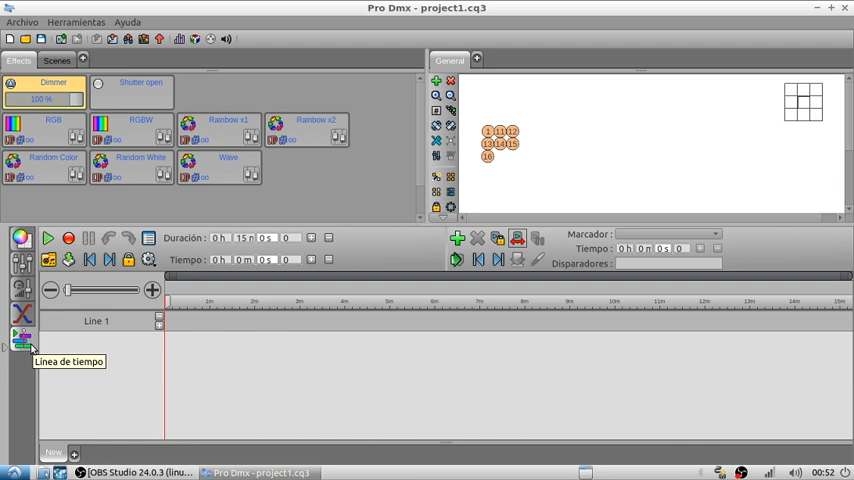 Pro Dmx - project1.cq3
Archivo Herramientas Ayuda
Effects Scenes
General
Dimmer
100 %
Shutter open
RGB
RGBW
Rainbow x1
Rainbow x2
Random Color
Random White
Wave
1 11 12
13 14 15
16
Duración : 0 h 15 n 0 s 0
Tiempo : 0 h 0 m 0 s 0
Marcador :
Tiempo : 0 h 0 n 0 s 0
Disparadores :
1m 2m 3m 4m 5m 6m 7m 8m 9m 10m 11m 12m 13m 14m 15m
Line 1
Línea de tiempo
New
[OBS Studio 24.0.3 (linu...
Pro Dmx - project1.cq3
00:52